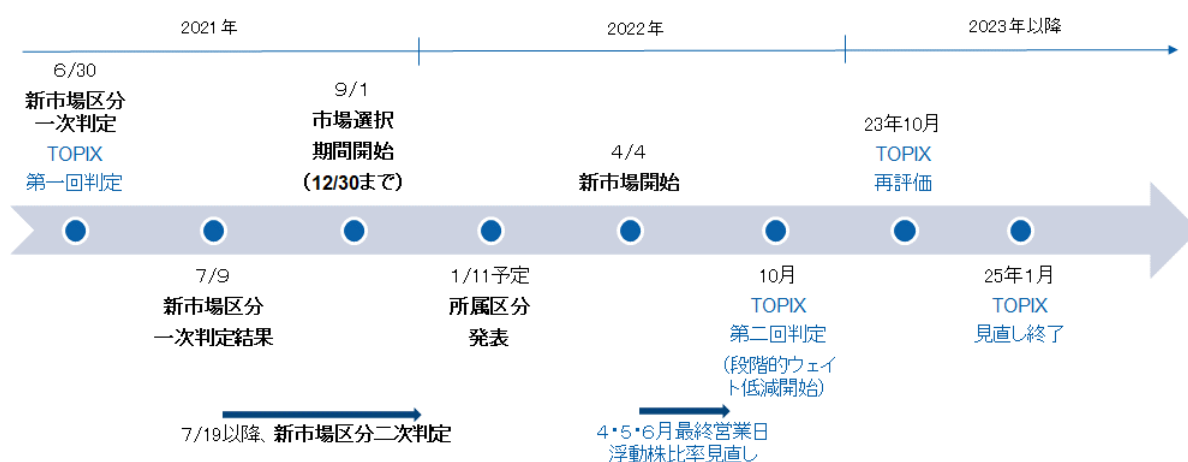 2021年
2022年
2023年以降
6/30
新市場区分
一次判定
TOPIX
第一回判定
9/1
市場選択
期間開始
（12/30まで）
4/4
新市場開始
23年10月
TOPIX
再評価
7/9
新市場区分
一次判定結果
1/11予定
所属区分
発表
10月
TOPIX
第二回判定
（段階的ウェイ
ト低減開始）
25年1月
TOPIX
見直し終了
7/19以降、新市場区分二次判定
4・5・6月最終営業日
浮動株比率見直し